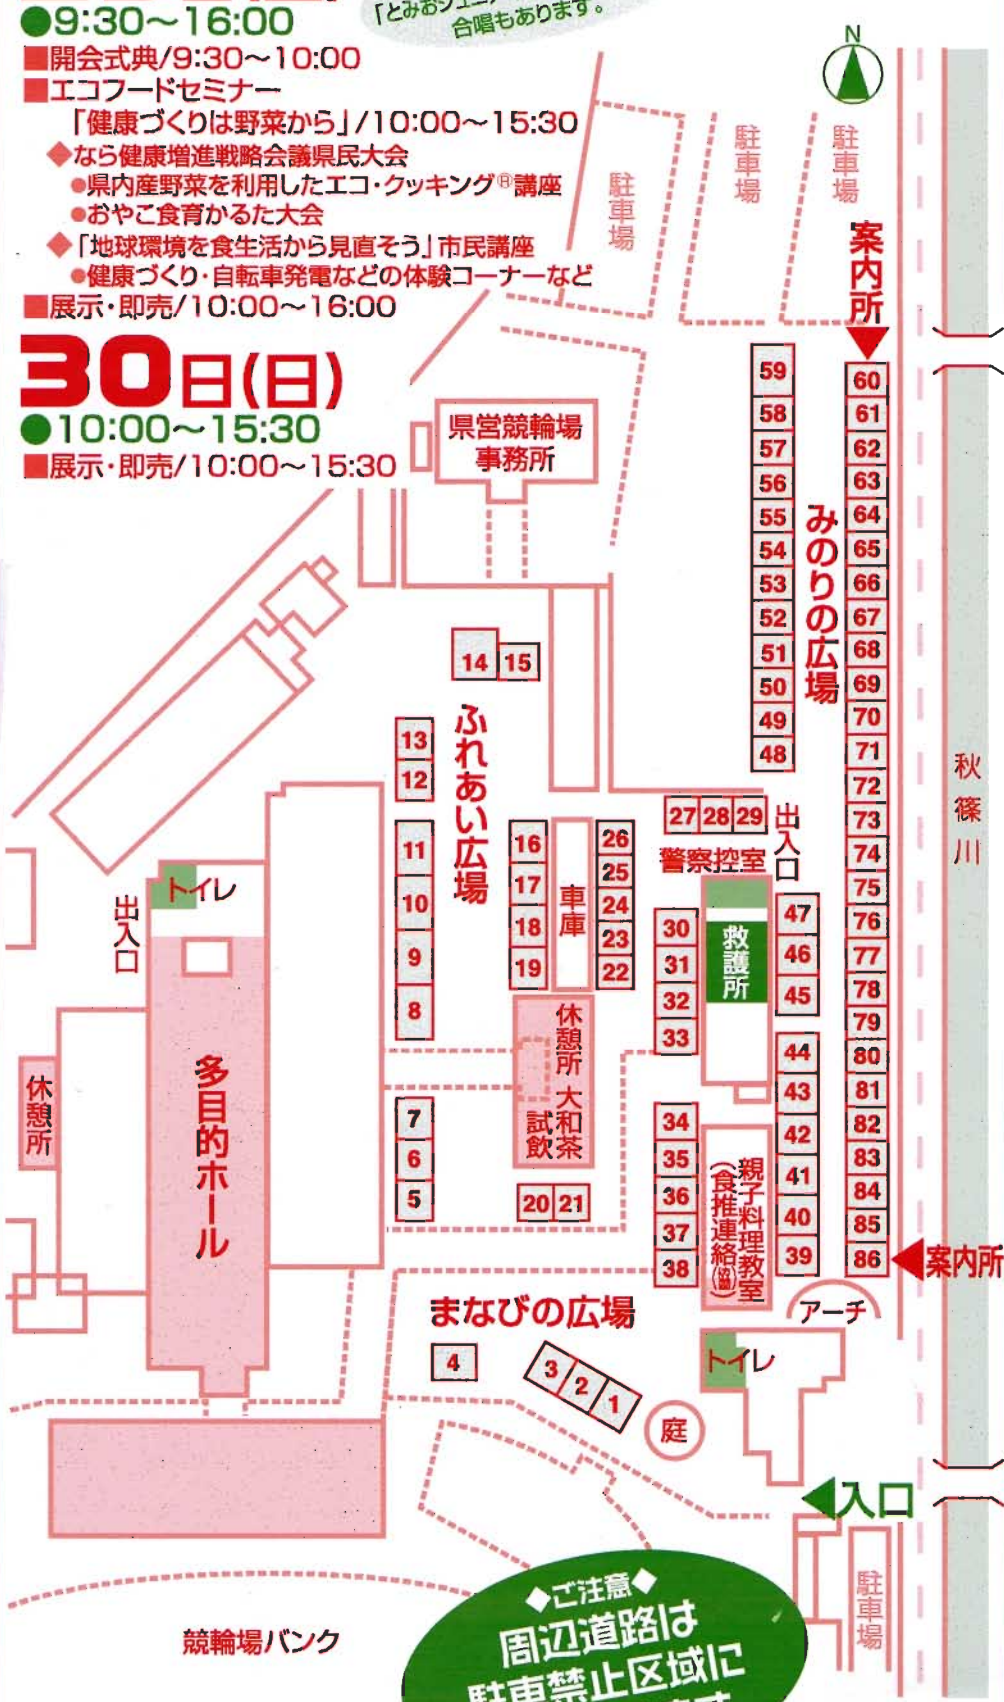 ●9:30〜16:00
合唱もあります。
■開会式典/9:30〜10:00
■エコフードセミナー
「健康づくりは野菜から」/10:00〜15:30
◆なら健康増進戦略会議県民大会
●県内産野菜を利用したエコ・クッキング®講座
●おやこ食育かるた大会
◆「地球環境を食生活から見直そう」市民講座
●健康づくり・自転車発電などの体験コーナーなど
■展示・即売/10:00〜16:00
30日(日)
●10:00〜15:30
■展示・即売/10:00〜15:30
N
駐車場
駐車場
駐車場
案内所
県営競輪場
事務所
59
58
57
56
55
54
53
52
51
50
49
48
みのりの広場
60
61
62
63
64
65
66
67
68
69
70
71
72
73
74
75
76
77
78
79
80
81
82
83
84
85
86
秋篠川
案内所
14 15
13
12
11
10
9
8
7
6
5
ふれあい広場
16
17
18
19
車庫
26
25
24
23
22
27 28 29
出入口
警察控室
救護所
30
31
32
33
47
46
45
44
43
42
41
40
39
34
35
36
37
38
親子料理教室
(食推連絡協)
休憩所 大和茶
試飲
20 21
トイレ
出入口
多目的ホール
休憩所
まなびの広場
4
3 2 1
庭
アーチ
トイレ
入口
駐車場
競輪場バンク
◆ご注意◆
周辺道路は
駐車禁止区域に